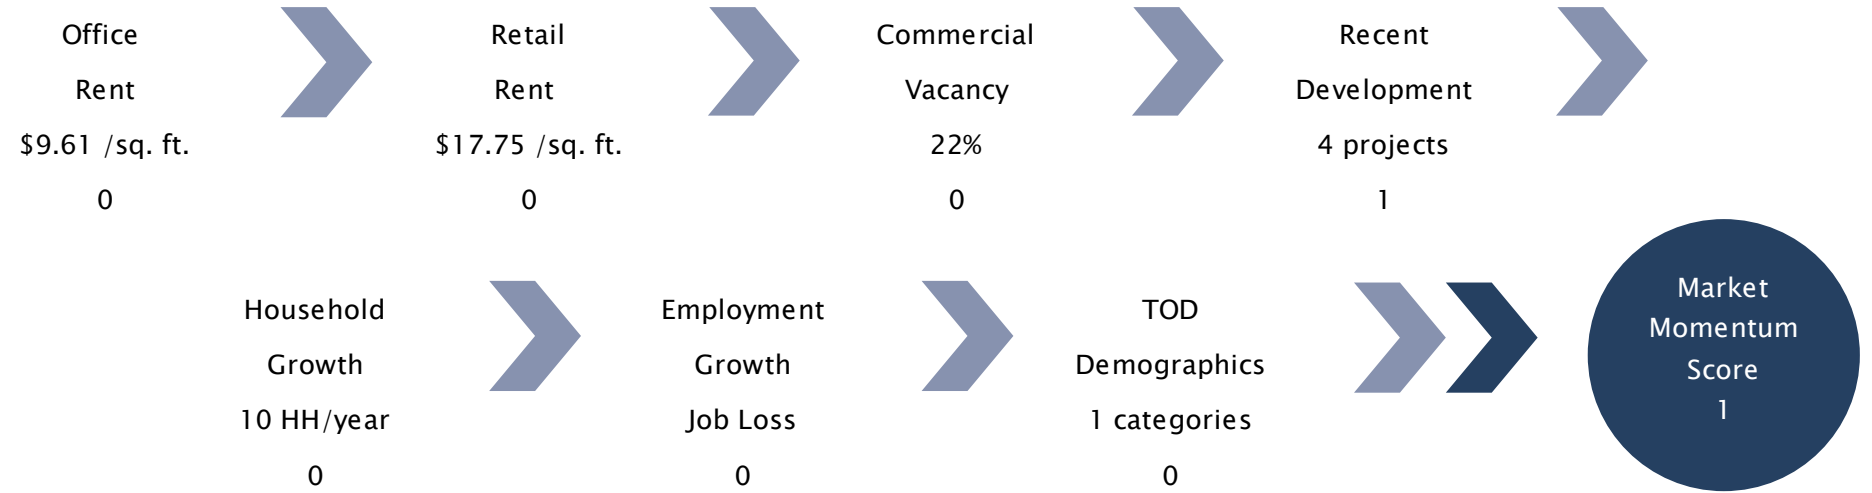 Office
Rent
$9.61 /sq. ft.
0
Retail
Rent
$17.75 /sq. ft.
0
Commercial
Vacancy
22%
0
Recent
Development
4 projects
1
Household
Growth
10 HH/year
0
Employment
Growth
Job Loss
0
TOD
Demographics
1 categories
0
Market
Momentum
Score
1